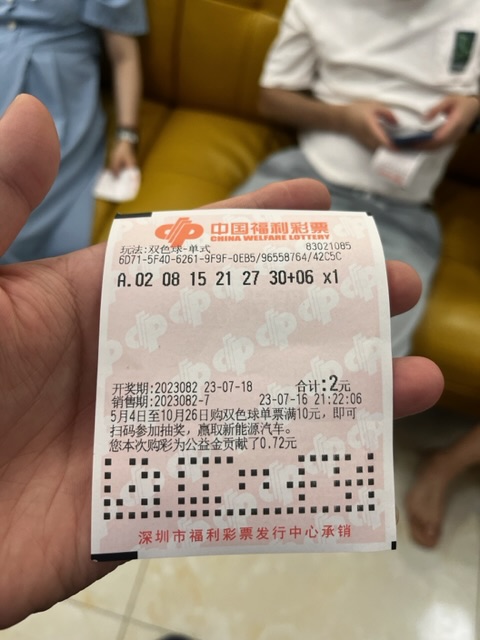 中国福利彩票
CHINA WELFARE LOTTERY
玩法:双色球-单式 83021085
6D71-5F40-6261-9F9F-0EB5/96558764/42C5C
A.02 08 15 21 27 30+06 x1
开奖期:2023082 23-07-18 合计:2元
销售期:2023082-7 23-07-16 21:22:06
5月4日至10月26日购双色球单票满10元，即可
扫码参加抽奖，赢取新能源汽车。
您本次购彩为公益金贡献了0.72元
深圳市福利彩票发行中心承销